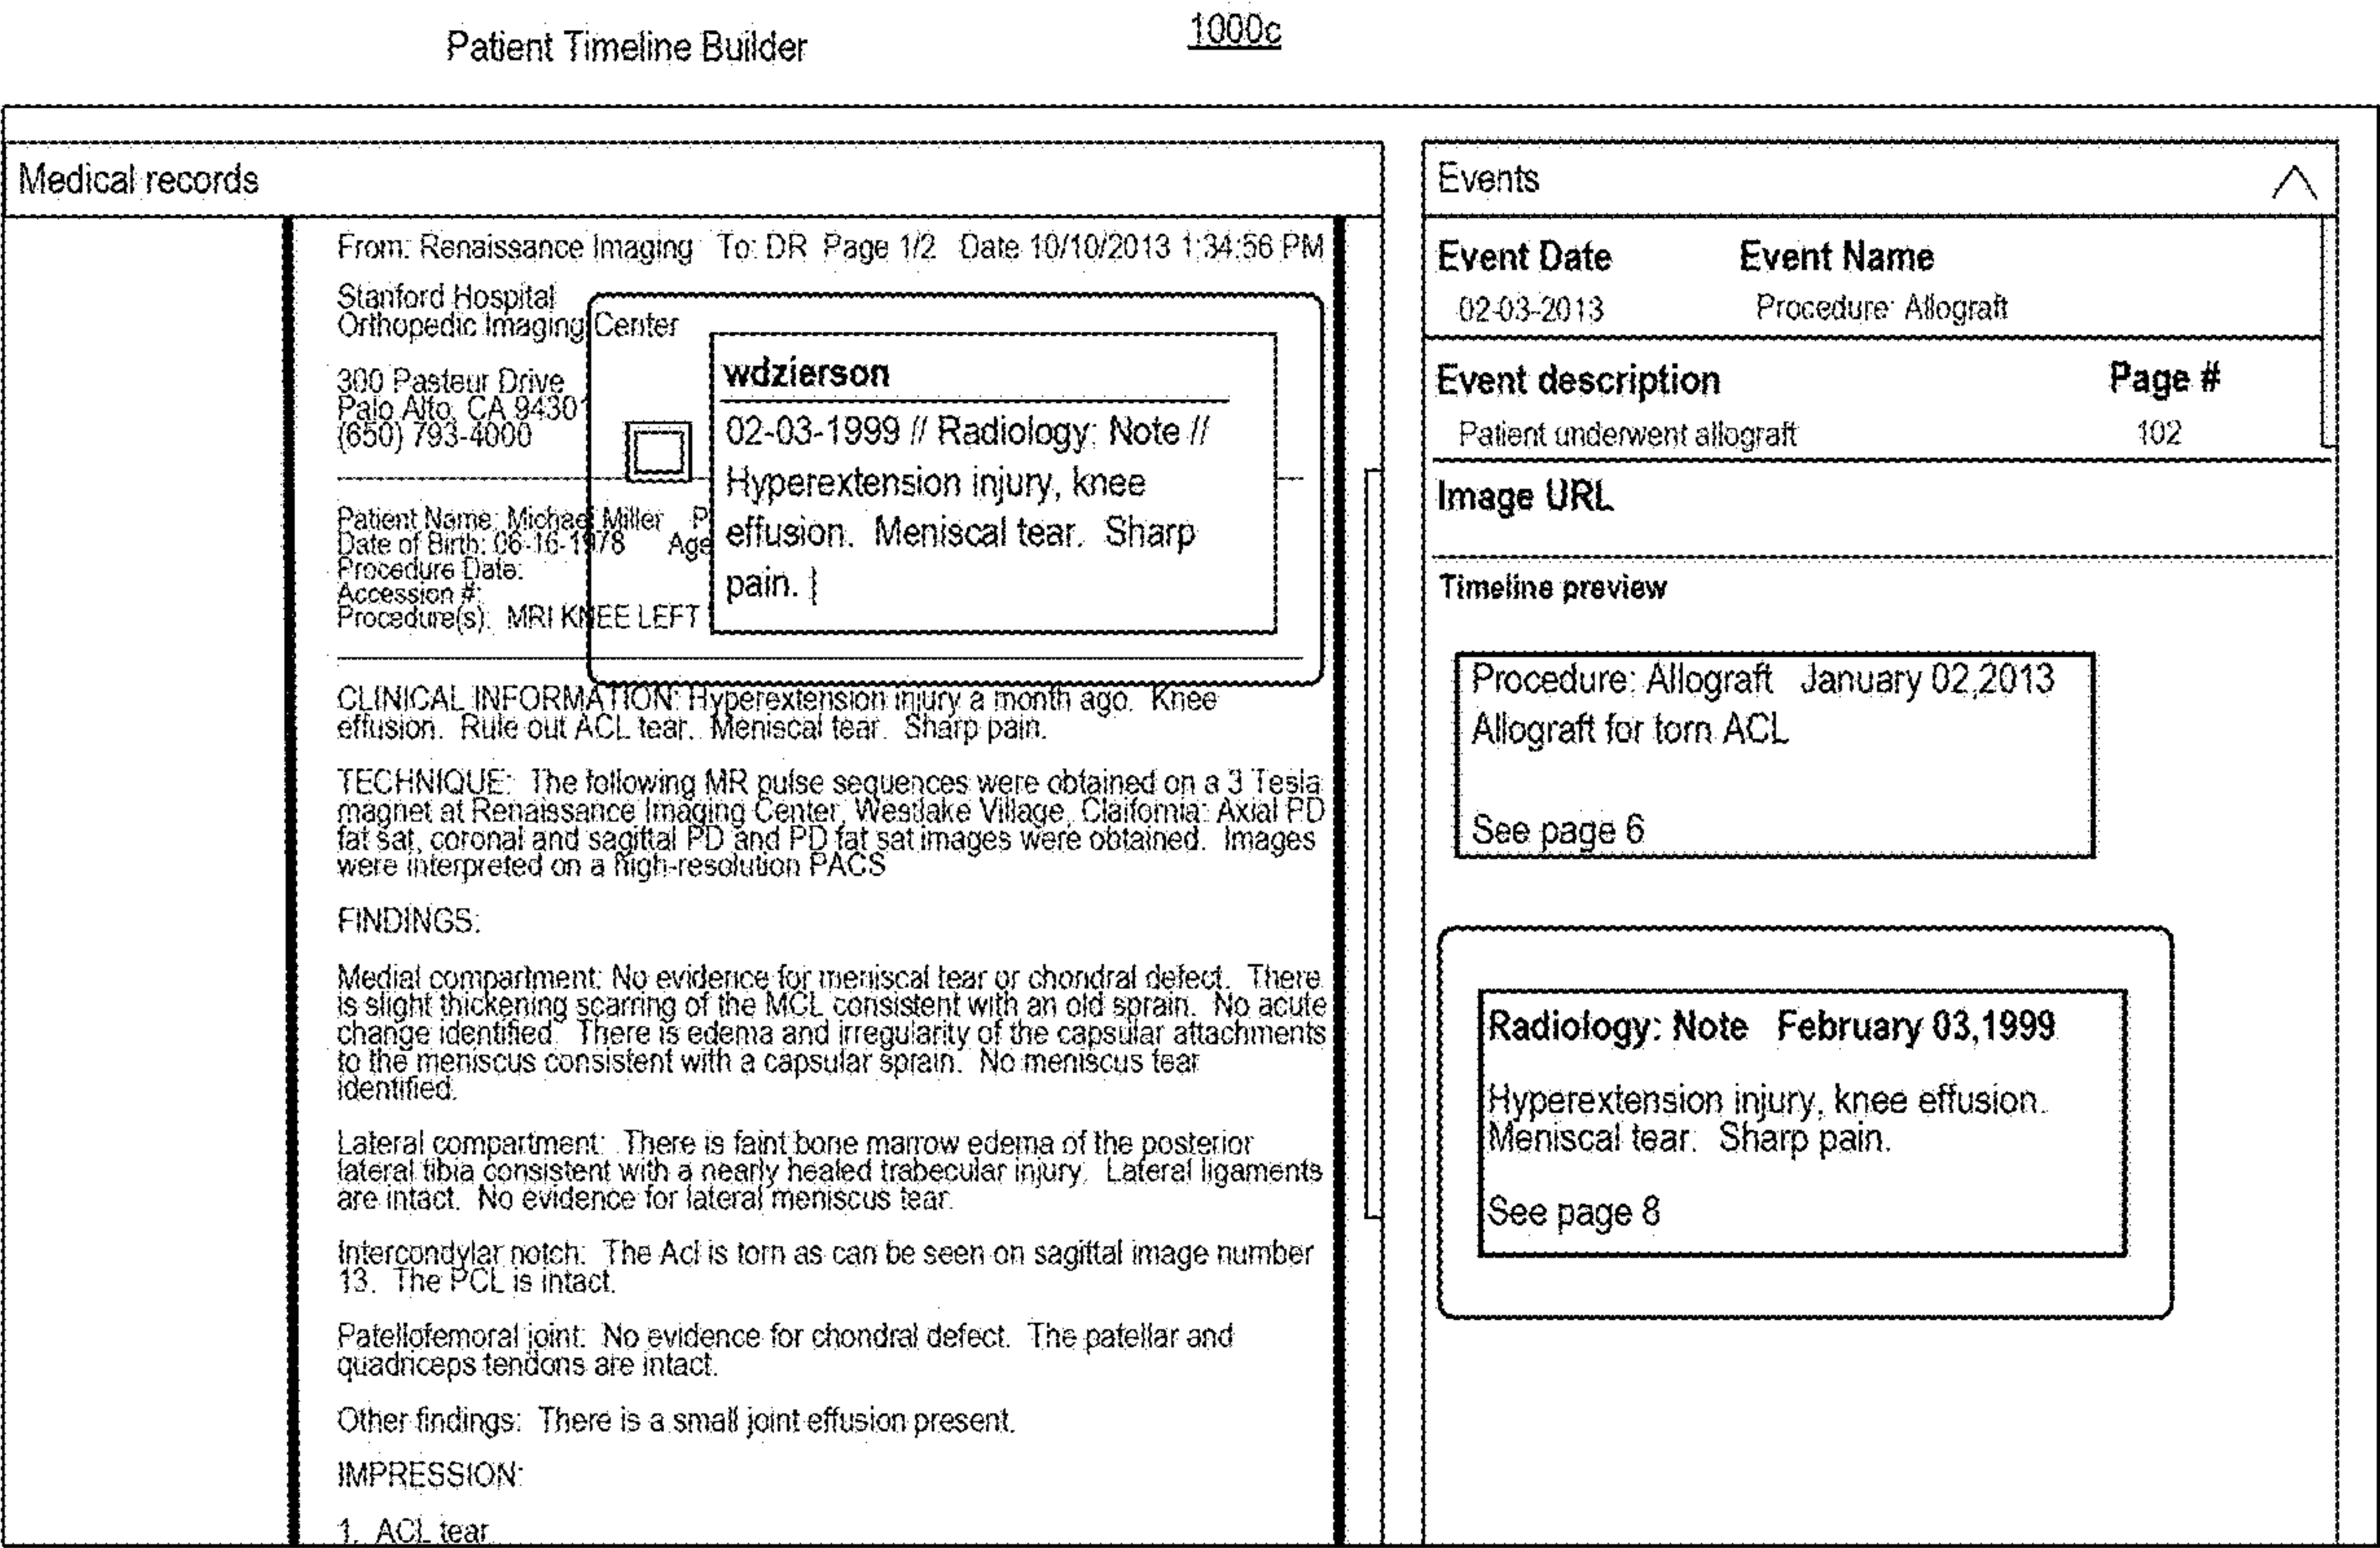 Patient Timeline Builder
1000c
Medical records
From: Renaissance Imaging To: DR Page 1/2 Date 10/10/2013 1:34:56 PM
Stanford Hospital
Orthopedic Imaging Center
300 Pasteur Drive
Palo Alto, CA 94301
(650) 793-4000
Patient Name: Michael Miller P
Date of Birth: 06-16-1978 Age
Procedure Date:
Accession #:
Procedure(s): MRI KNEE LEFT
wdzierson
02-03-1999 // Radiology: Note //
Hyperextension injury, knee
effusion. Meniscal tear. Sharp
pain.
CLINICAL INFORMATION: Hyperextension injury a month ago. Knee
effusion. Rule out ACL tear. Meniscal tear. Sharp pain.
TECHNIQUE: The following MR pulse sequences were obtained on a 3 Tesla
magnet at Renaissance Imaging Center, Westlake Village, Claifornia: Axial PD
fat sat, coronal and sagittal PD and PD fat sat images were obtained. Images
were interpreted on a high-resolution PACS
FINDINGS:
Medial compartment: No evidence for meniscal tear or chondral defect. There
is slight thickening scarring of the MCL consistent with an old sprain. No acute
change identified. There is edema and irregularity of the capsular attachments
to the meniscus consistent with a capsular sprain. No meniscus tear
identified.
Lateral compartment: There is faint bone marrow edema of the posterior
lateral tibia consistent with a nearly healed trabecular injury. Lateral ligaments
are intact. No evidence for lateral meniscus tear.
Intercondylar notch: The Acl is torn as can be seen on sagittal image number
13. The PCL is intact.
Patellofemoral joint: No evidence for chondral defect. The patellar and
quadriceps tendons are intact.
Other findings: There is a small joint effusion present.
IMPRESSION:
1. ACL tear
Events
Event Date Event Name
02-03-2013 Procedure: Allograft
Event description Page #
Patient underwent allograft 102
Image URL
Timeline preview
Procedure: Allograft January 02,2013
Allograft for torn ACL
See page 6
Radiology: Note February 03,1999
Hyperextension injury, knee effusion.
Meniscal tear. Sharp pain.
See page 8